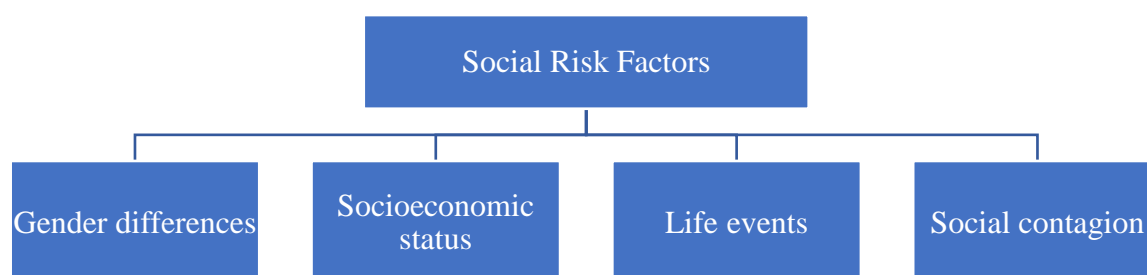 Social Risk Factors
Gender differences
Socioeconomic
status
Life events
Social contagion